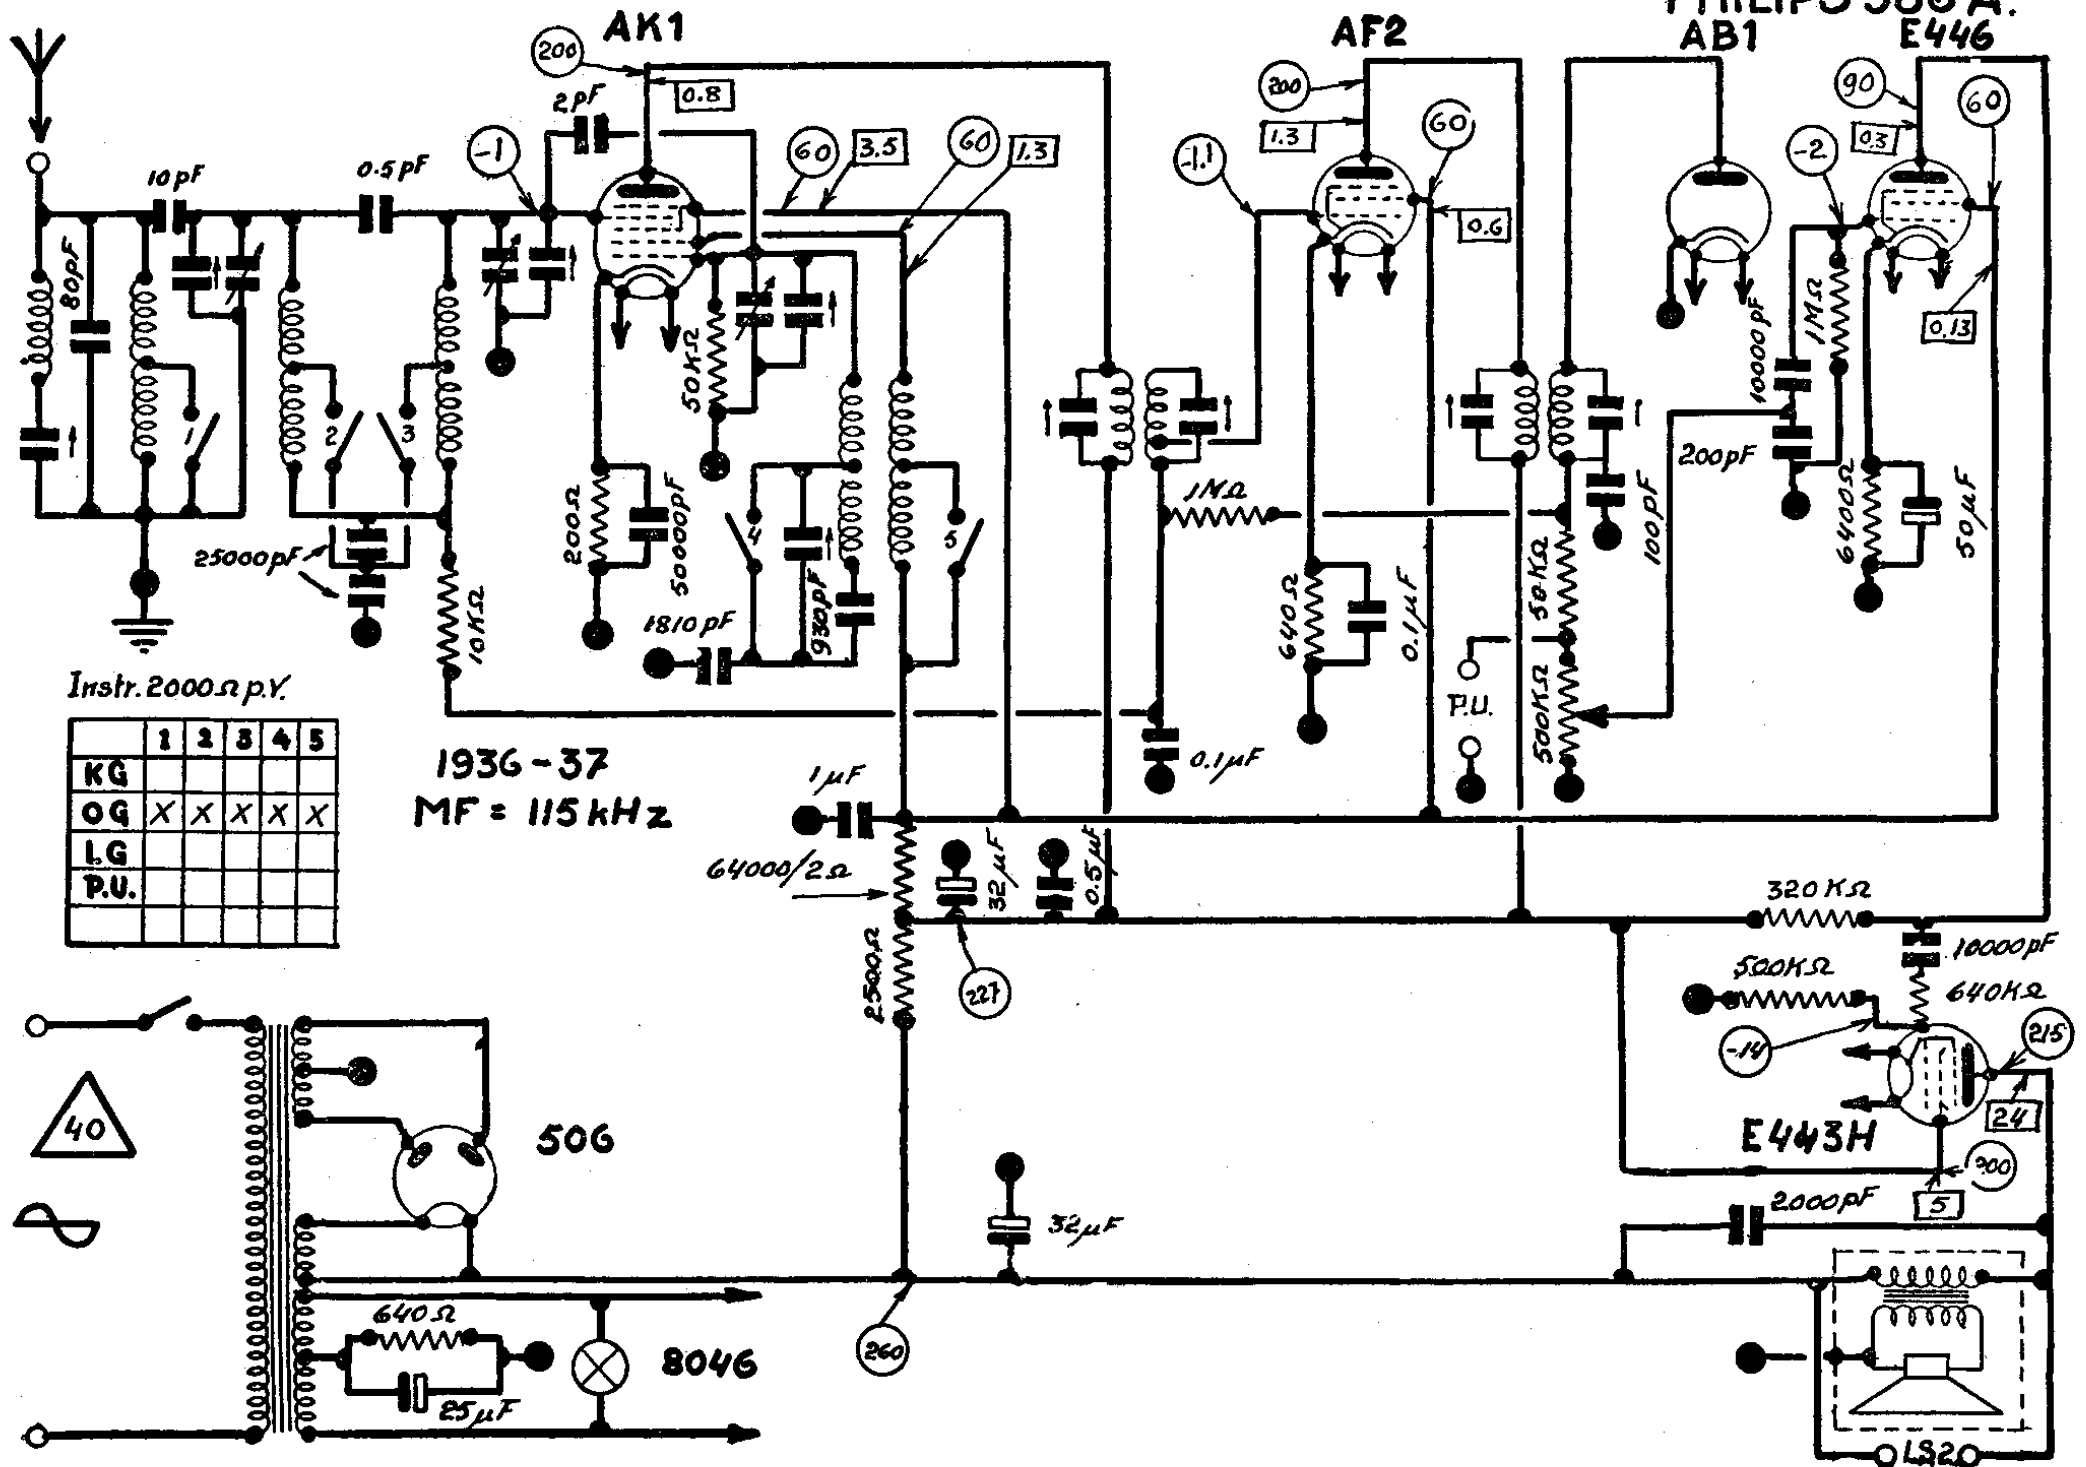 AK1
AF2
AB1
E446
200
0.8
2pF
-1
60
3.5
60
1.3
200
1.3
60
-1.1
0.6
90
0.3
60
-2
0.13
10pF
0.5pF
80pF
50KΩ
10000pF
1MΩ
1
2
3
4
5
200pF
1MΩ
100pF
6400Ω
50µF
200Ω
50000pF
25000pF
10KΩ
1810pF
930pF
640Ω
0.1µF
50KΩ
500KΩ
P.U.
0.1µF
Instr. 2000Ω p.V.
1 2 3 4 5
KG
OG X X X X X
LG
P.U.
1936-37
MF = 115kHz
1µF
64000/2Ω
32µF
0.5µF
2500Ω
227
320KΩ
10000pF
500KΩ
640KΩ
-14
215
24
E443H
5
2000pF
40
506
32µF
260
640Ω
25µF
8046
LS2